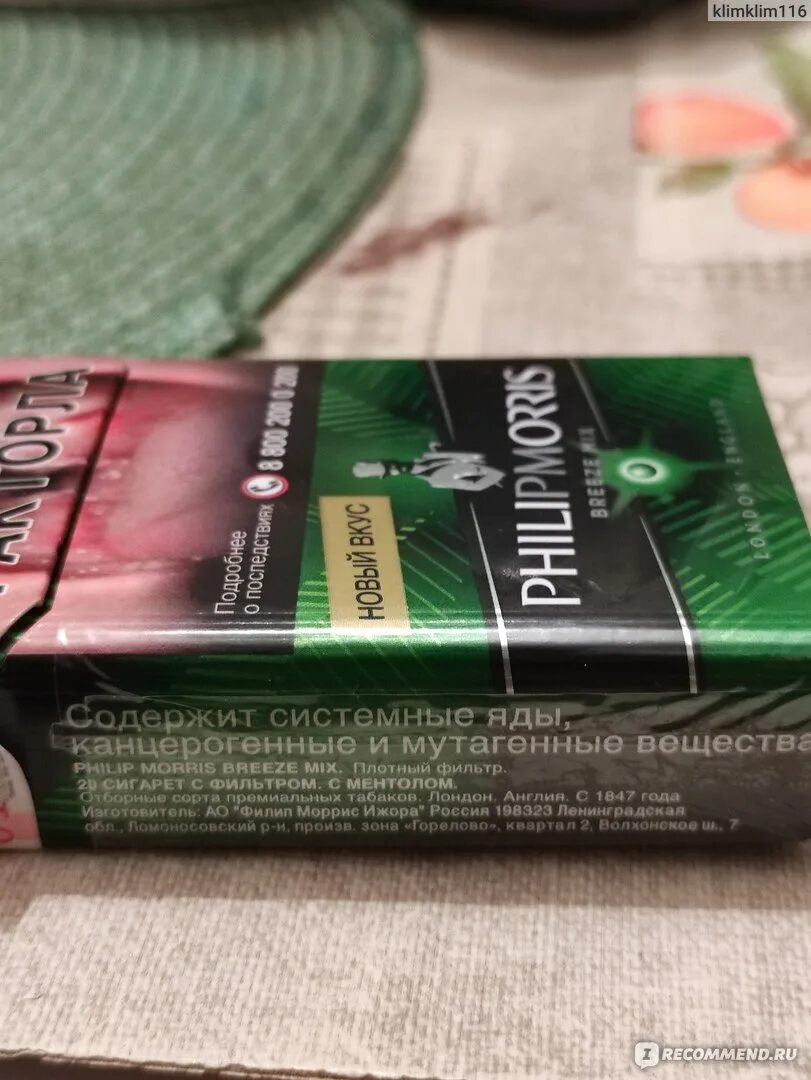 klimklim116
РАК ГОРЛА
Подробнее
о последствиях
8 800 200 0 200
НОВЫЙ ВКУС
PHILIP MORRIS
BREEZE MIX
LONDON · ENGLAND
Содержит системные яды,
канцерогенные и мутагенные вещества
PHILIP MORRIS BREEZE MIX. Плотный фильтр.
20 СИГАРЕТ С ФИЛЬТРОМ. С МЕНТОЛОМ.
Отборные сорта премиальных табаков. Лондон. Англия. С 1847 года
Изготовитель: АО "Филип Моррис Ижора" Россия 198323 Ленинградская
обл., Ломоносовский р-н, произв. зона «Горелово», квартал 2, Волхонское ш., 7
IRECOMMEND.RU